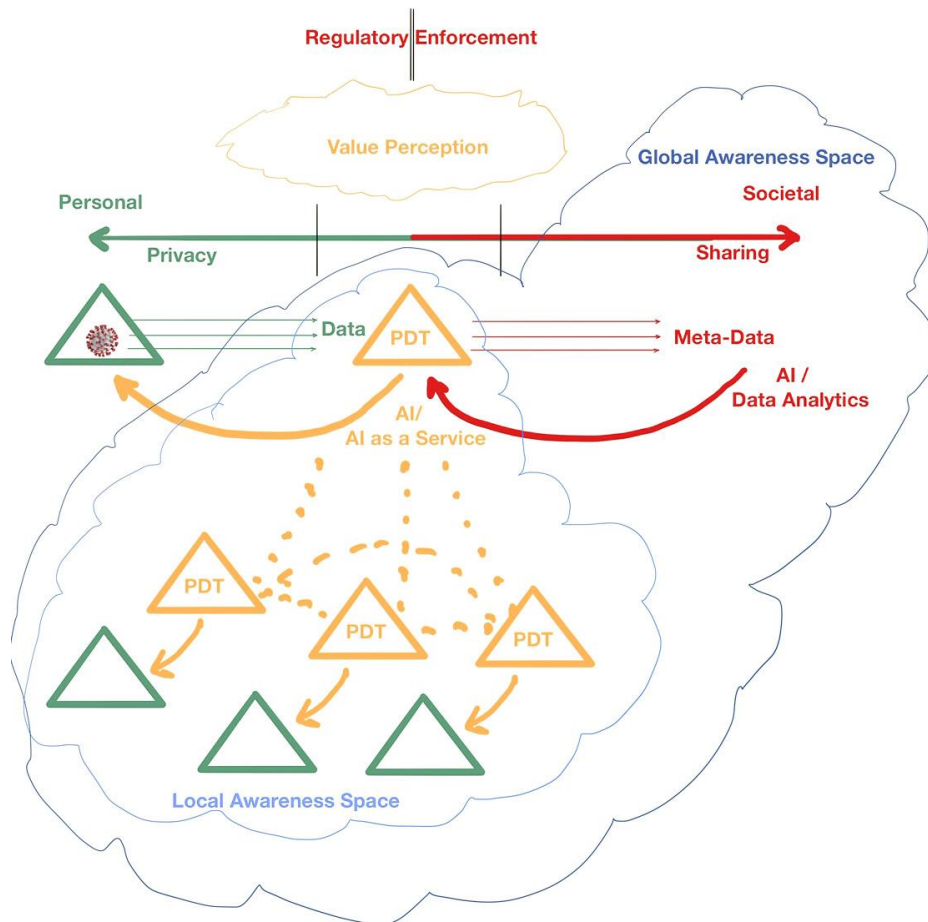 Regulatory Enforcement
Value Perception
Global Awareness Space
Personal
Societal
Privacy
Sharing
Data
PDT
Meta-Data
AI /
Data Analytics
AI/
AI as a Service
PDT
PDT
PDT
Local Awareness Space